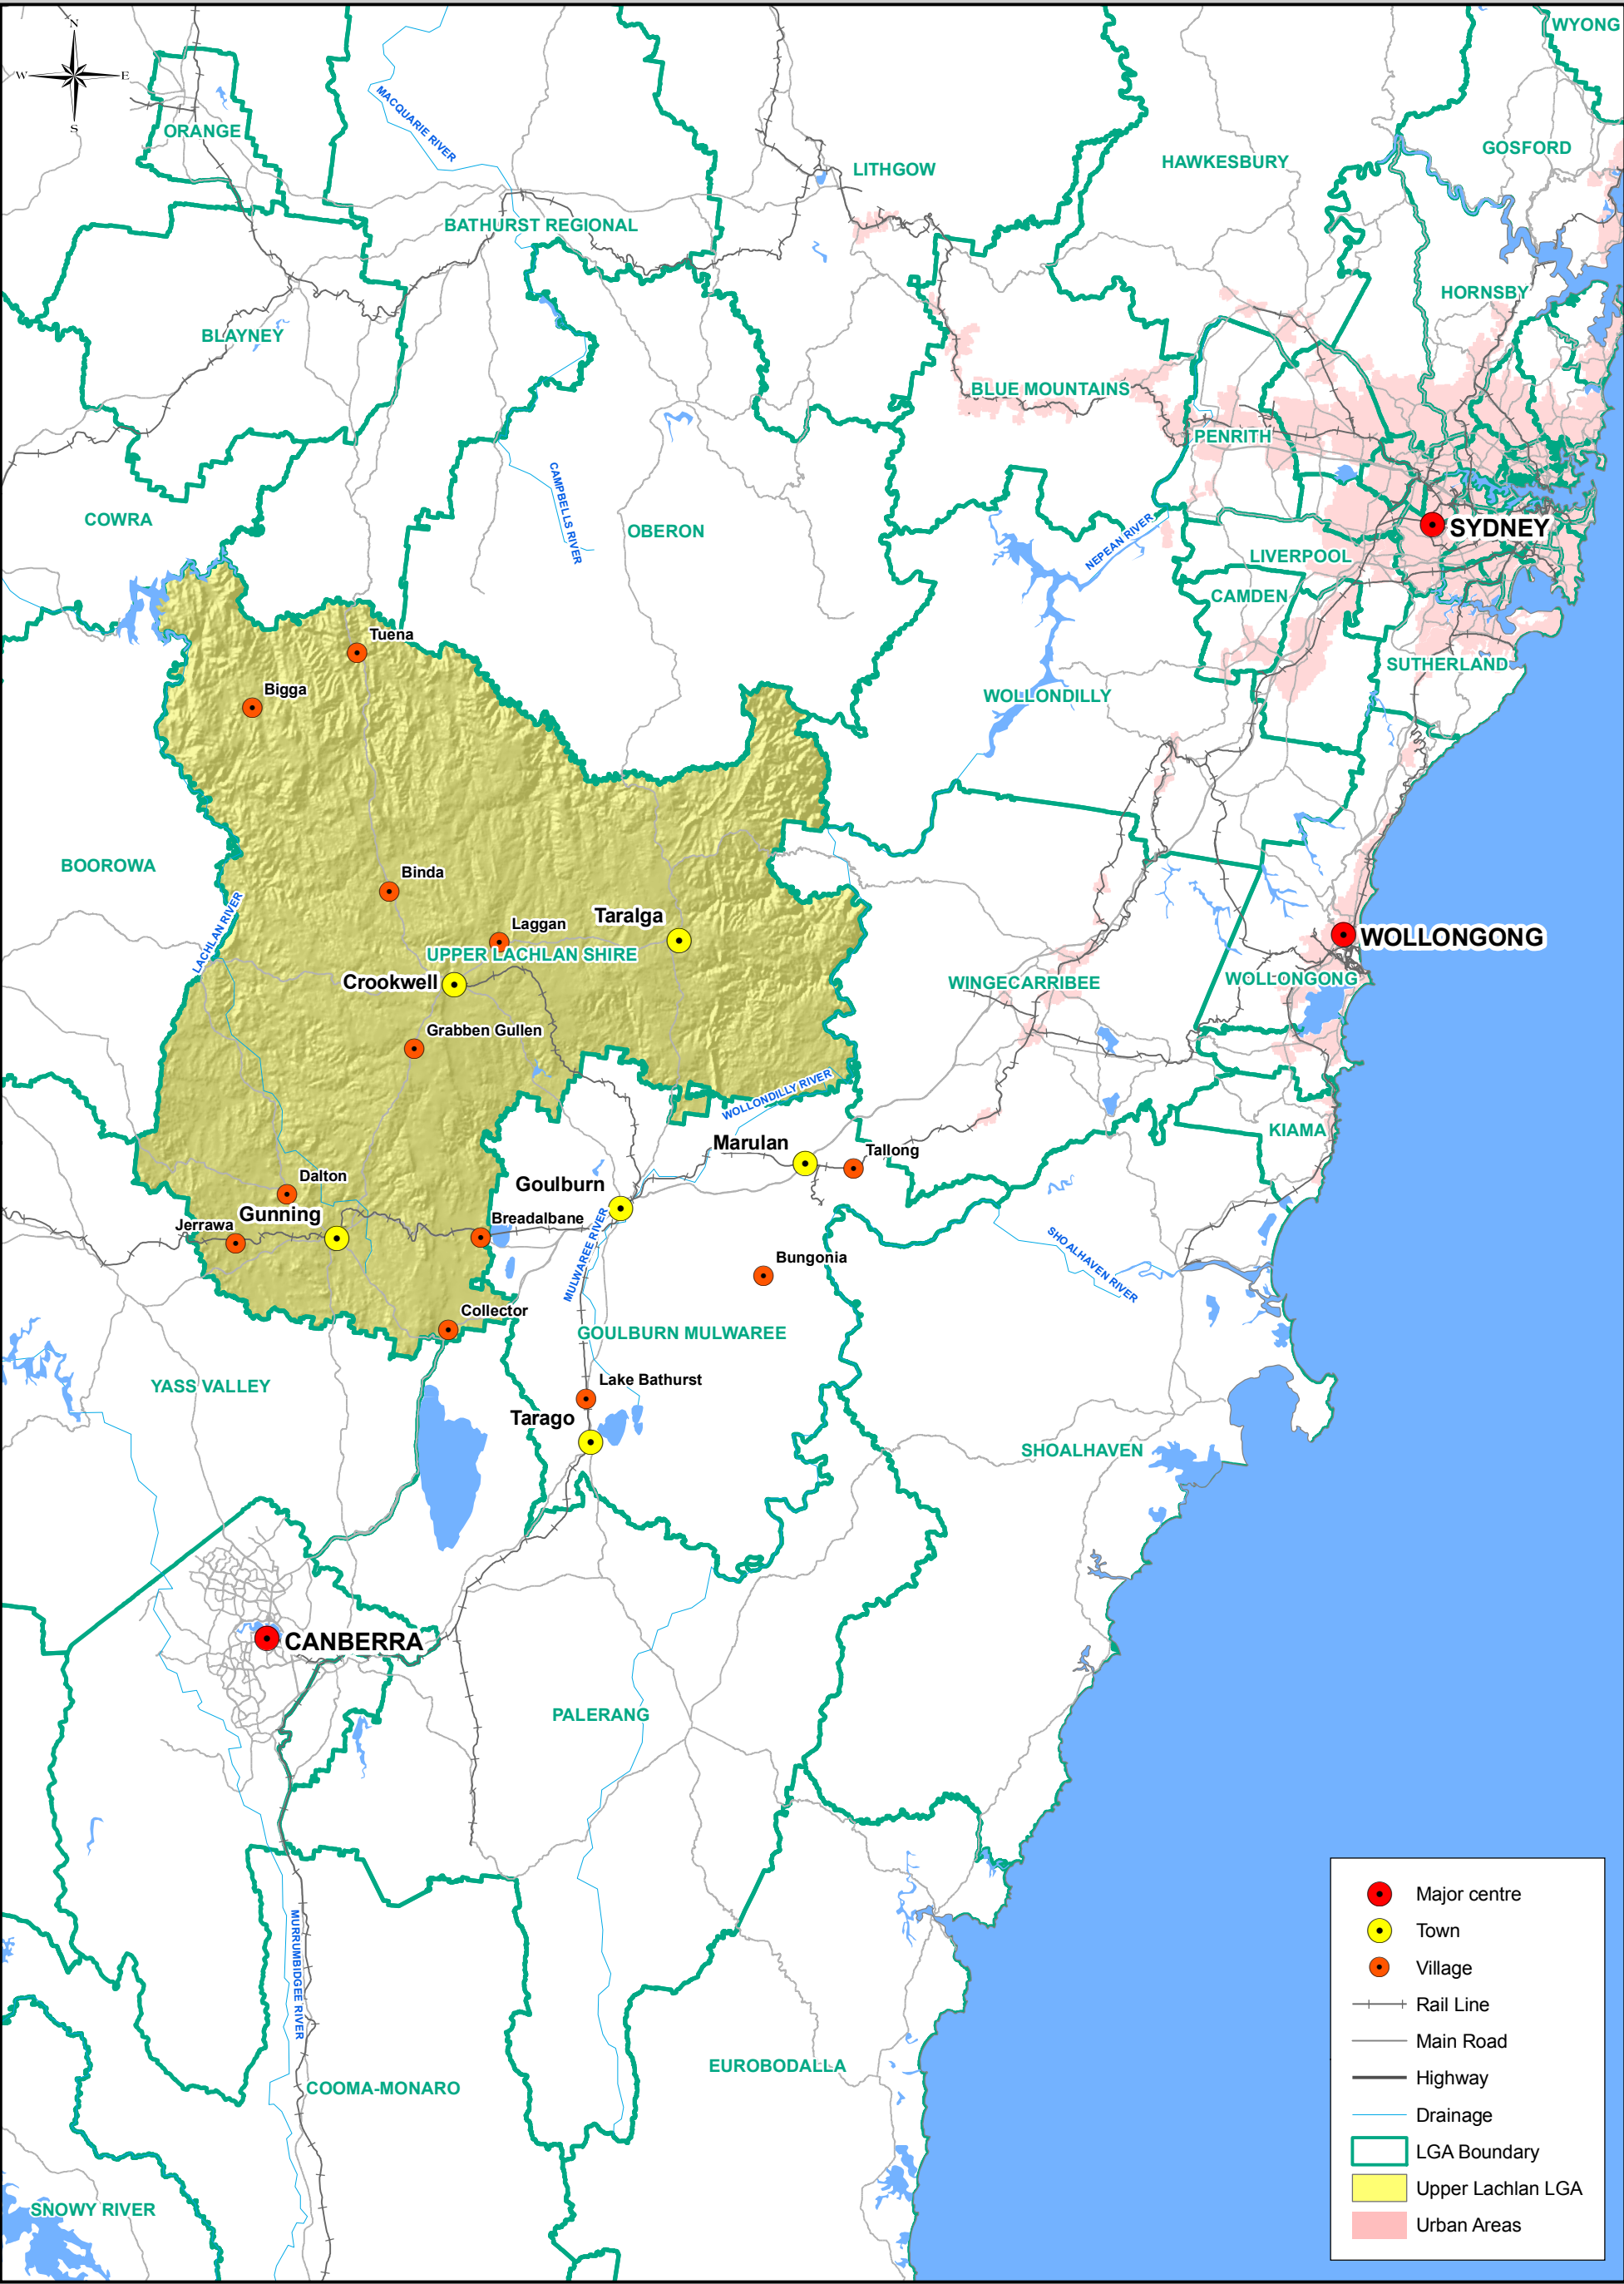 N
W
E
S
WYONG
ORANGE
MACQUARIE RIVER
LITHGOW
HAWKESBURY
GOSFORD
BATHURST REGIONAL
HORNSBY
BLAYNEY
BLUE MOUNTAINS
PENRITH
COWRA
CAMPBELLS RIVER
OBERON
NEPEAN RIVER
SYDNEY
LIVERPOOL
CAMDEN
Tuena
Bigga
SUTHERLAND
WOLLONDILLY
BOOROWA
Binda
LACHLAN RIVER
Laggan
Taralga
UPPER LACHLAN SHIRE
WOLLONGONG
Crookwell
WINGECARRIBEE
WOLLONGONG
Grabben Gullen
WOLLONDILLY RIVER
Marulan
KIAMA
Tallong
Dalton
Goulburn
Gunning
Jerrawa
Breadalbane
MULWAREE RIVER
Bungonia
SHOALHAVEN RIVER
Collector
GOULBURN MULWAREE
YASS VALLEY
Lake Bathurst
Tarago
SHOALHAVEN
CANBERRA
PALERANG
MURRUMBIDGEE RIVER
EUROBODALLA
COOMA-MONARO
SNOWY RIVER
Major centre
Town
Village
Rail Line
Main Road
Highway
Drainage
LGA Boundary
Upper Lachlan LGA
Urban Areas